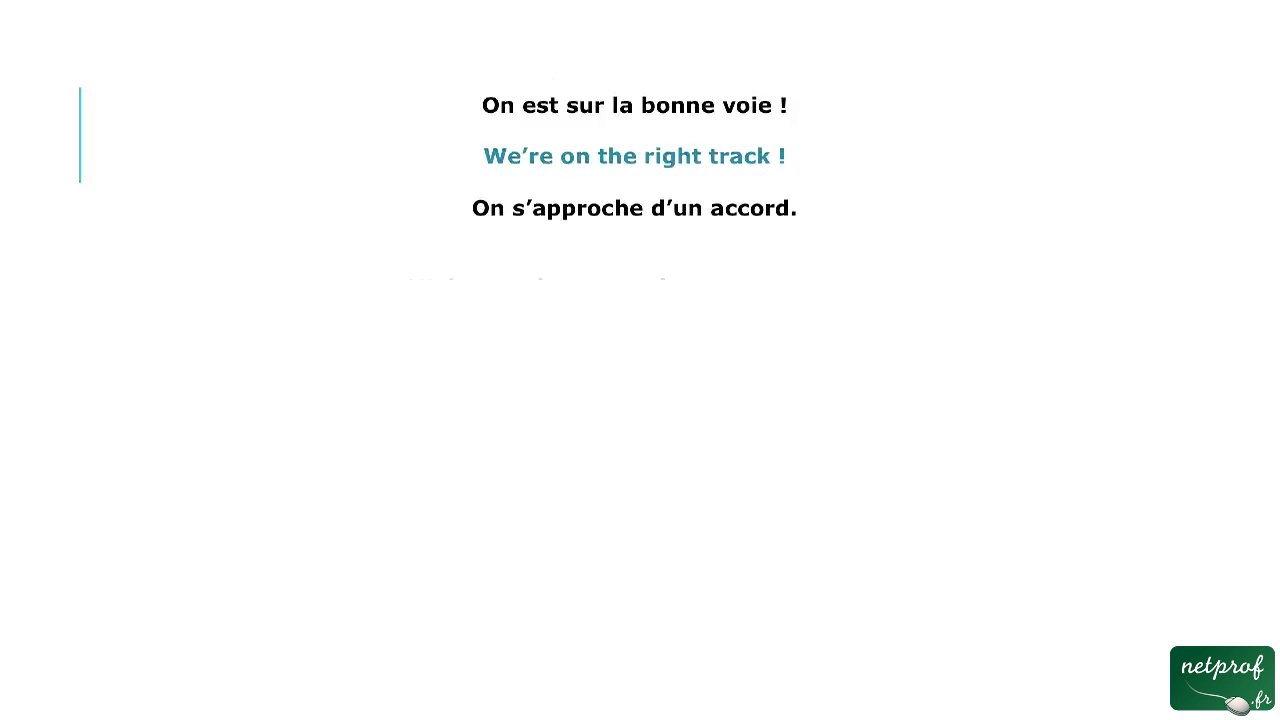 On est sur la bonne voie !
We’re on the right track !
On s’approche d’un accord.
netprof
.fr